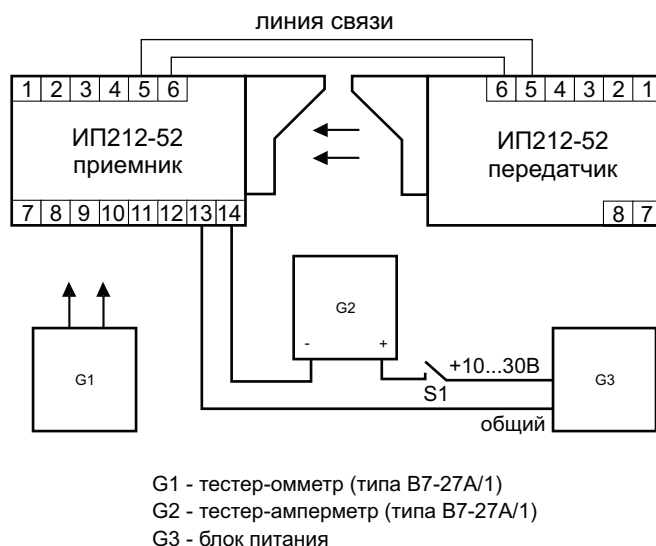 линия связи
1 2 3 4 5 6
6 5 4 3 2 1
ИП212-52
приемник
ИП212-52
передатчик
7 8 9 10 11 12 13 14
8 7
G1
G2
- +
S1
+10...30В
G3
общий
G1 - тестер-омметр (типа В7-27А/1)
G2 - тестер-амперметр (типа В7-27А/1)
G3 - блок питания